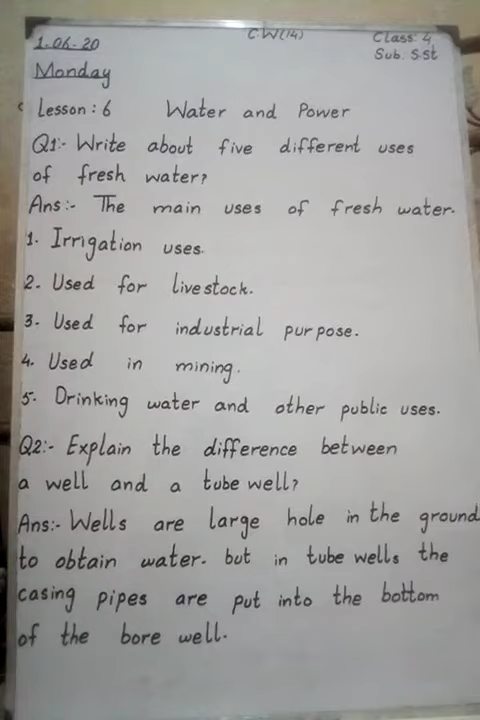 1-06-20
C.W(14)
Class: 4
Sub. S.St
Monday
Lesson: 6 Water and Power
Q1:- Write about five different uses
of fresh water?
Ans:- The main uses of fresh water.
1. Irrigation uses.
2. Used for livestock.
3. Used for industrial purpose.
4. Used in mining.
5. Drinking water and other public uses.
Q2:- Explain the difference between
a well and a tube well?
Ans:- Wells are large hole in the ground
to obtain water. but in tube wells the
casing pipes are put into the bottom
of the bore well.